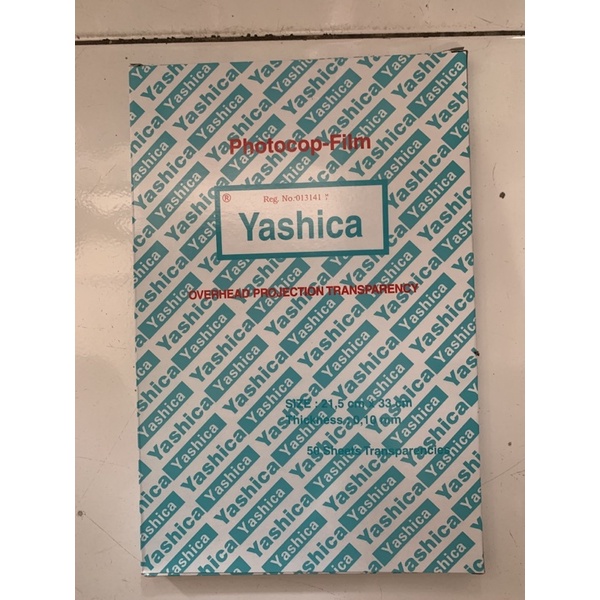 Photocop-Film
® Reg. No:013141 7
Yashica
OVERHEAD PROJECTION TRANSPARENCY
SIZE : 21,5 cm x 33 cm
Thickness : 0,10 mm
50 Sheets Transparencies